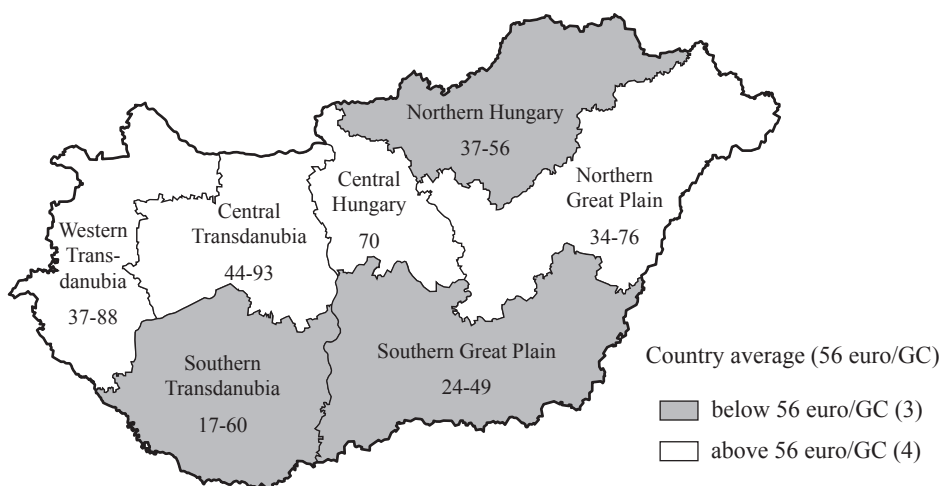 Northern Hungary
37-56
Northern
Great Plain
34-76
Central
Hungary
70
Central
Transdanubia
44-93
Western
Trans-
danubia
37-88
Southern
Transdanubia
17-60
Southern Great Plain
24-49
Country average (56 euro/GC)
below 56 euro/GC (3)
above 56 euro/GC (4)